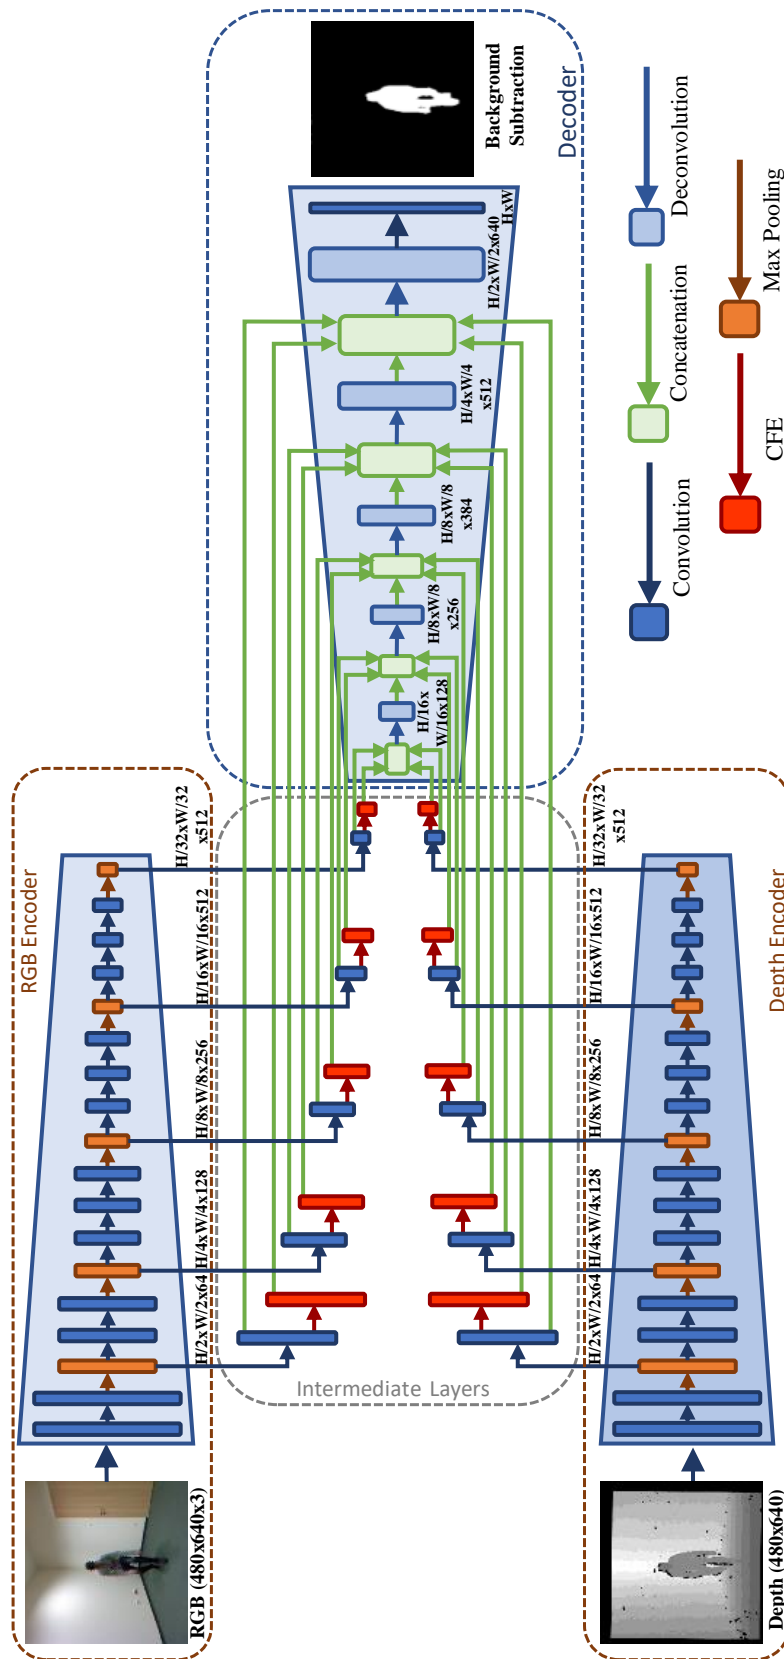 RGB Encoder
RGB (480x640x3)
H/2xW/2x64
H/4xW/4x128
H/8xW/8x256
H/16xW/16x512
H/32xW/32
x512
Intermediate Layers
Depth Encoder
Depth (480x640)
H/2xW/2x64
H/4xW/4x128
H/8xW/8x256
H/16xW/16x512
H/32xW/32
x512
Decoder
H/16x
W/16x128
H/8xW/8
x256
H/8xW/8
x384
H/4xW/4
x512
H/2xW/2x640
HxW
Background
Subtraction
Convolution
Concatenation
Deconvolution
CFE
Max Pooling